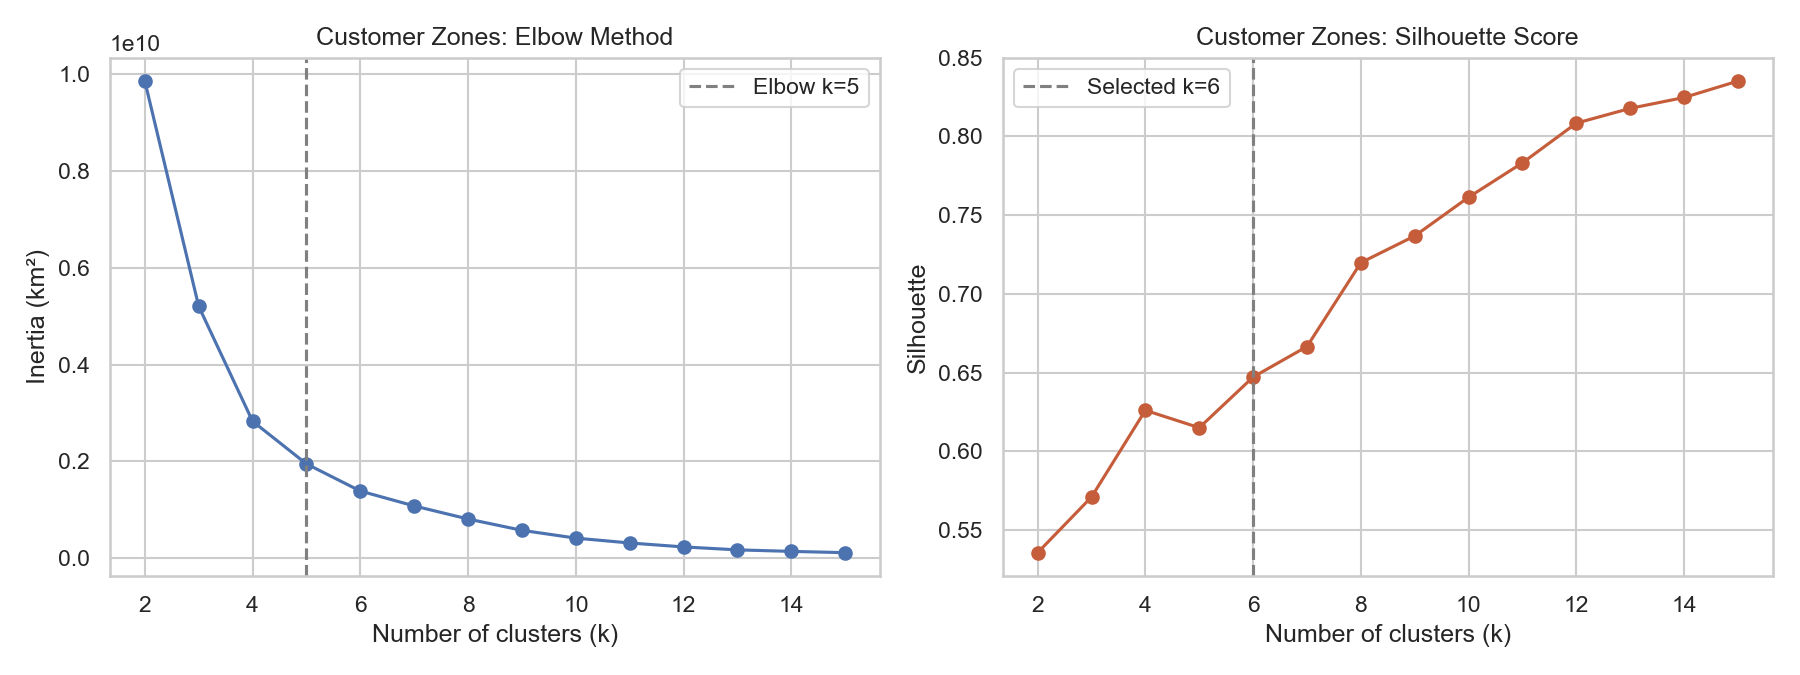 Customer Zones: Elbow Method
1e10
Elbow k=5
1.0
0.8
0.6
0.4
0.2
0.0
Inertia (km²)
2 4 6 8 10 12 14
Number of clusters (k)
Customer Zones: Silhouette Score
Selected k=6
0.85
0.80
0.75
0.70
0.65
0.60
0.55
Silhouette
2 4 6 8 10 12 14
Number of clusters (k)